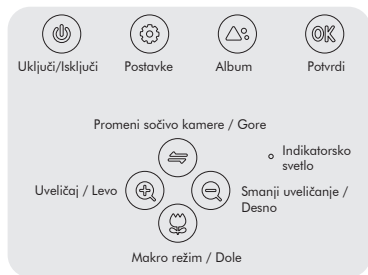 OK
Uključi/Isključi Postavke Album Potvrdi
Promeni sočivo kamere / Gore
Indikatorsko
svetlo
Uveličaj / Levo
Smanji uveličanje /
Desno
Makro režim / Dole